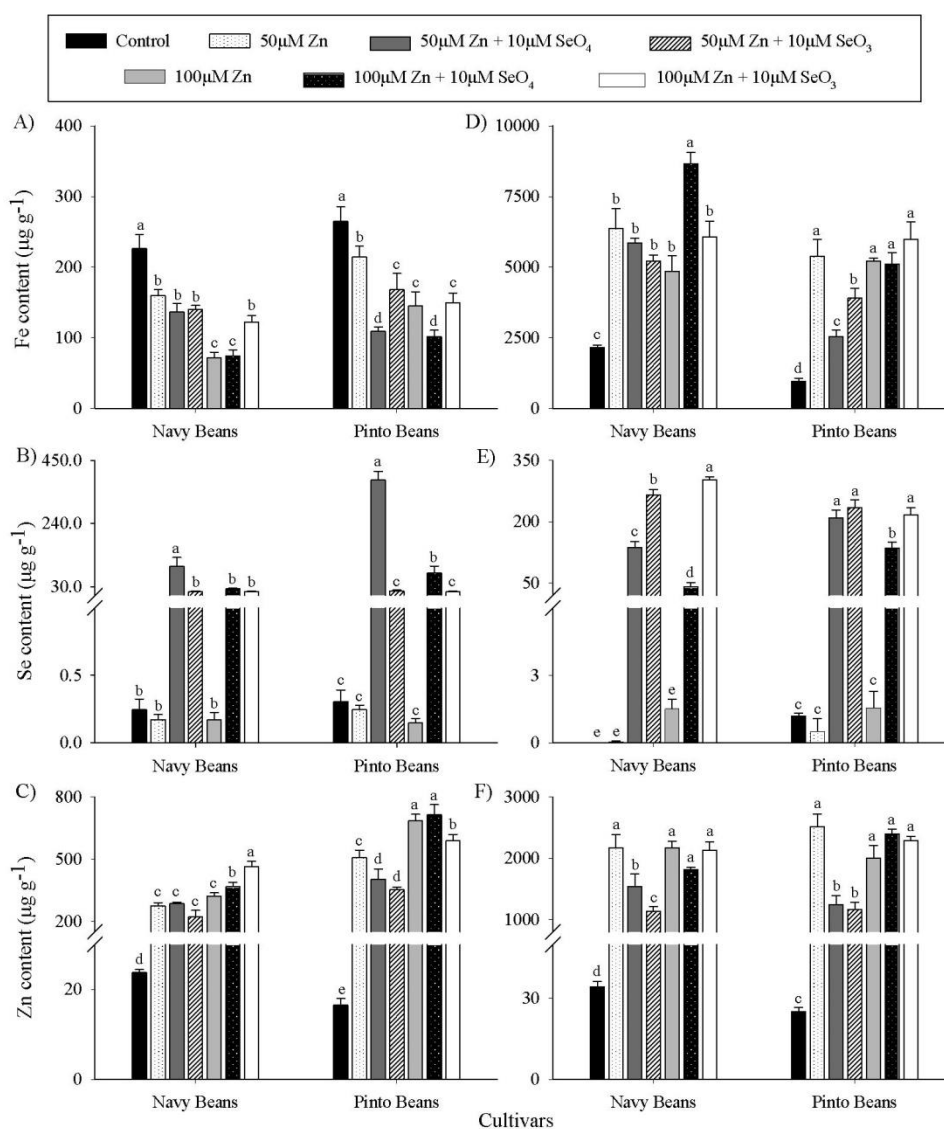 Control 50μM Zn 50μM Zn + 10μM SeO₄ 50μM Zn + 10μM SeO₃
100μM Zn 100μM Zn + 10μM SeO₄ 100μM Zn + 10μM SeO₃
A)
Fe content (μg g⁻¹)
400
300
200
100
0
a b b b c c b
a b d c c d c
Navy Beans Pinto Beans
D)
10000
7500
5000
2500
0
c b b b b a b
d a c b a a a
Navy Beans Pinto Beans
B)
Se content (μg g⁻¹)
450.0
240.0
30.0
0.5
0.0
b b a b b b b
c c a c c b c
Navy Beans Pinto Beans
E)
350
200
50
3
0
e e c b e d a
c c a a c b a
Navy Beans Pinto Beans
C)
Zn content (μg g⁻¹)
800
500
200
20
0
d c c c c b a
e c d d a a b
Navy Beans Pinto Beans
F)
3000
2000
1000
30
0
d a b c a a a
c a b b a a a
Navy Beans Pinto Beans
Cultivars